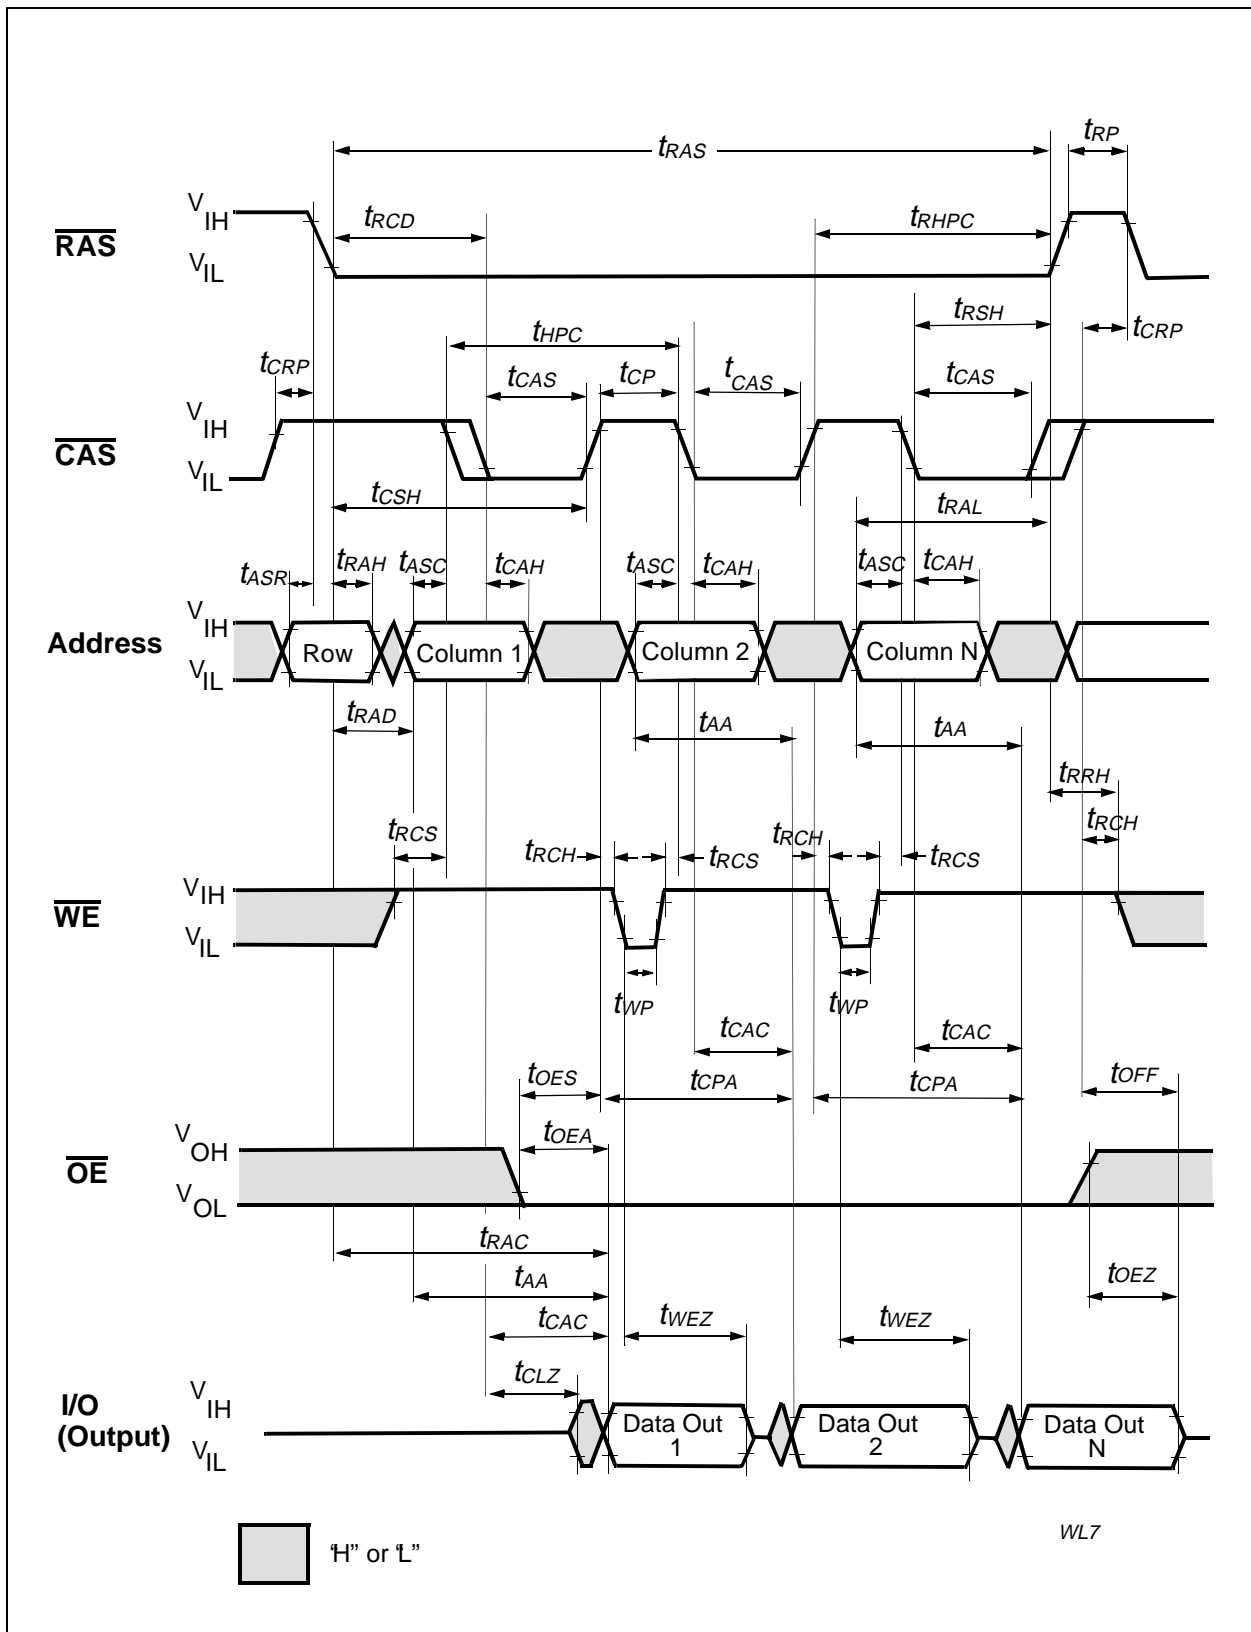 tRAS
tRP
VIH
RAS
VIL
tRCD
tRHPC
tRSH
tCRP
tHPC
tCRP
tCAS
tCP
tCAS
tCAS
VIH
CAS
VIL
tCSH
tRAL
tASR
tRAH
tASC
tCAH
tASC
tCAH
tASC
tCAH
VIH
Address
VIL
Row
Column 1
Column 2
Column N
tRAD
tAA
tAA
tRRH
tRCS
tRCH
tRCS
tRCH
tRCS
tRCH
VIH
WE
VIL
tWP
tWP
tCAC
tCAC
tOES
tCPA
tCPA
tOFF
tOEA
VOH
OE
VOL
tRAC
tAA
tOEZ
tCAC
tWEZ
tWEZ
tCLZ
VIH
I/O
(Output)
VIL
Data Out
1
Data Out
2
Data Out
N
WL7
“H” or “L”